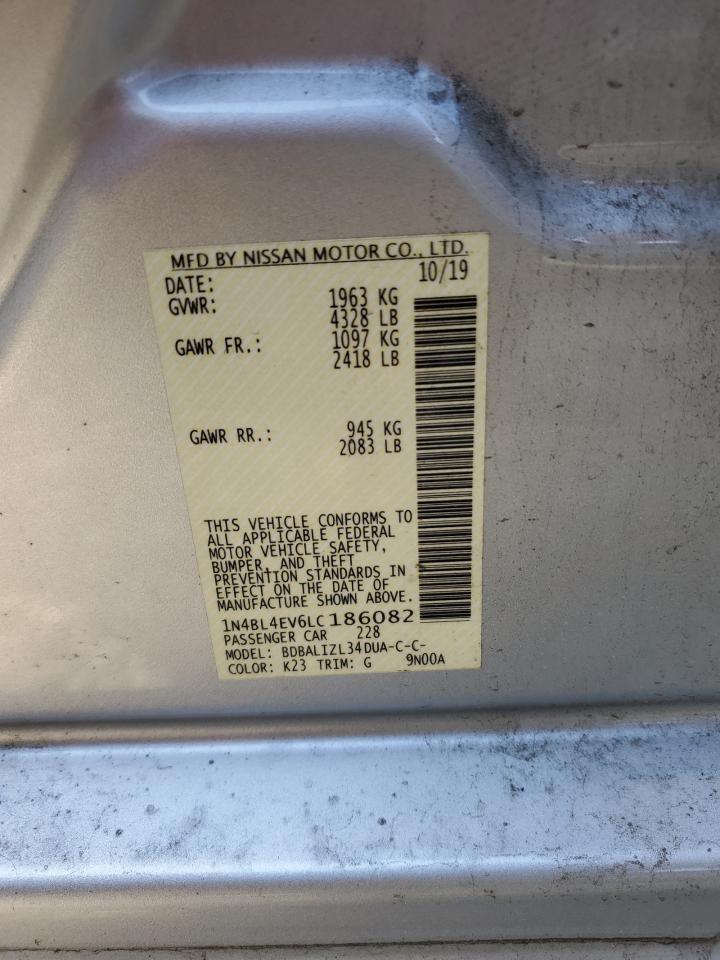 MFD BY NISSAN MOTOR CO., LTD.
DATE: 10/19
GVWR: 1963 KG
4328 LB
GAWR FR.: 1097 KG
2418 LB
GAWR RR.: 945 KG
2083 LB
THIS VEHICLE CONFORMS TO
ALL APPLICABLE FEDERAL
MOTOR VEHICLE SAFETY,
BUMPER, AND THEFT
PREVENTION STANDARDS IN
EFFECT ON THE DATE OF
MANUFACTURE SHOWN ABOVE.
1N4BL4EV6LC186082
PASSENGER CAR 228
MODEL: BDBALIZL34DUA-C-C-
COLOR: K23 TRIM: G 9N00A